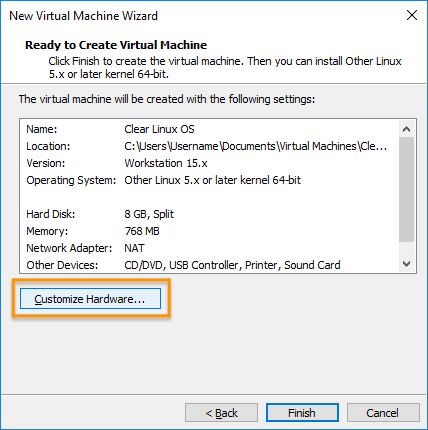 New Virtual Machine Wizard
Ready to Create Virtual Machine
Click Finish to create the virtual machine. Then you can install Other Linux
5.x or later kernel 64-bit.
The virtual machine will be created with the following settings:
Name: Clear Linux OS
Location: C:\Users\Username\Documents\Virtual Machines\Cle...
Version: Workstation 15.x
Operating System: Other Linux 5.x or later kernel 64-bit
Hard Disk: 8 GB, Split
Memory: 768 MB
Network Adapter: NAT
Other Devices: CD/DVD, USB Controller, Printer, Sound Card
Customize Hardware...
< Back Finish Cancel